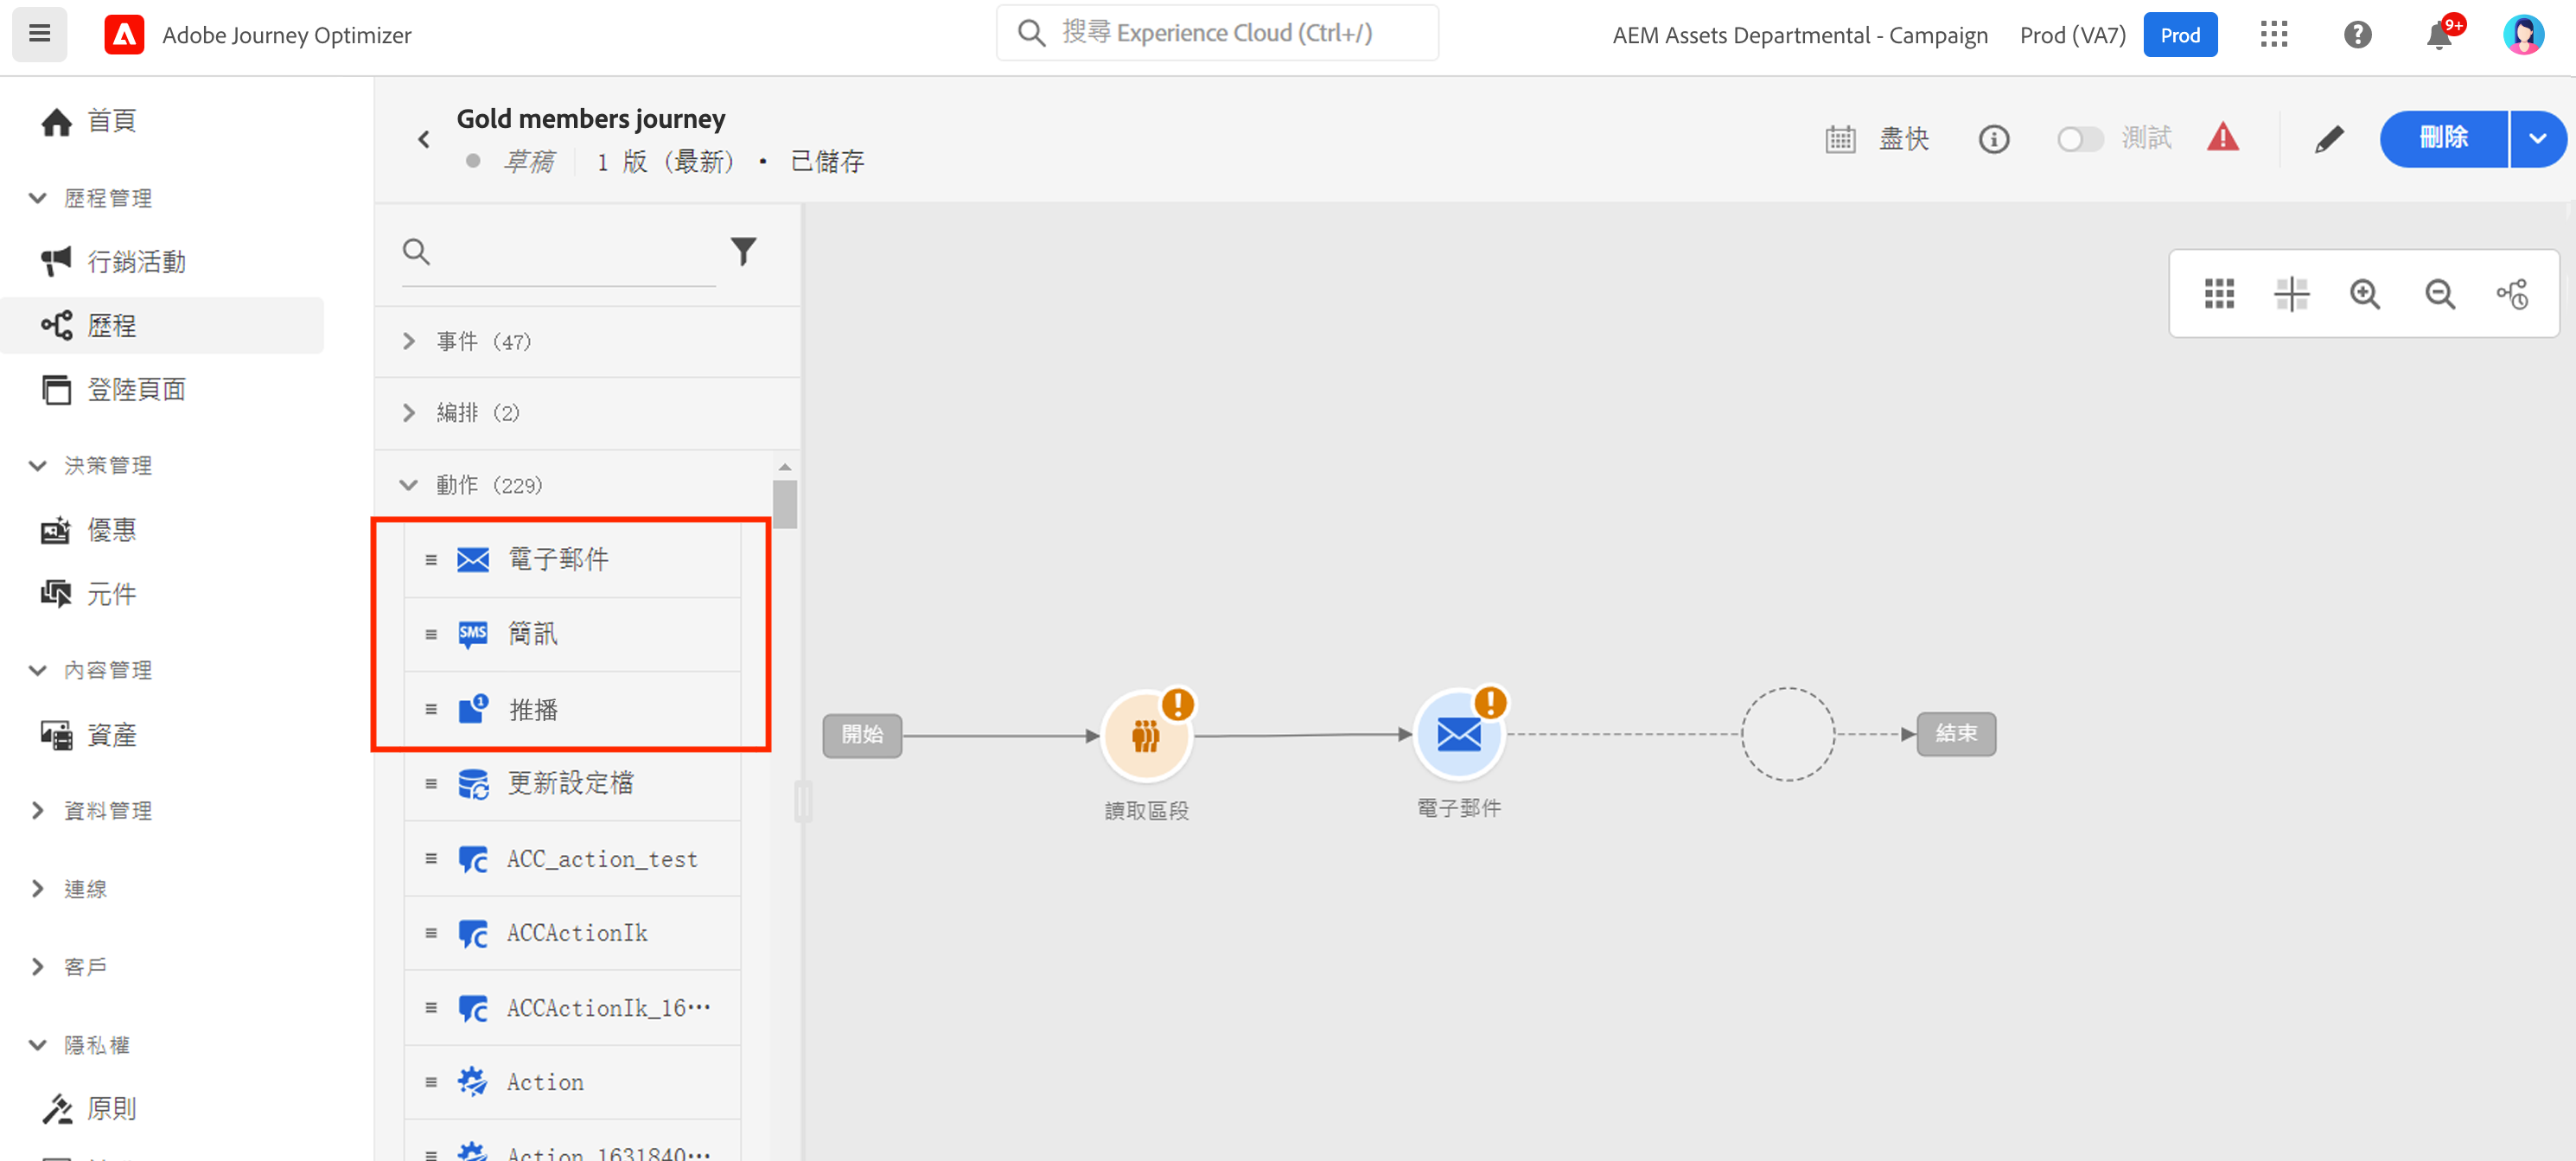 Adobe Journey Optimizer
搜尋 Experience Cloud (Ctrl+/)
AEM Assets Departmental - Campaign
Prod (VA7)
Prod
9+
首頁
歷程管理
行銷活動
歷程
登陸頁面
決策管理
優惠
元件
內容管理
資產
資料管理
連線
客戶
隱私權
原則
Gold members journey
草稿
1 版 (最新) • 已儲存
盡快
測試
刪除
事件 (47)
編排 (2)
動作 (229)
電子郵件
SMS
簡訊
1
推播
更新設定檔
ACC_action_test
ACCActionIk
ACCActionIk_16···
Action
Action_1631840···
開始
讀取區段
電子郵件
結束